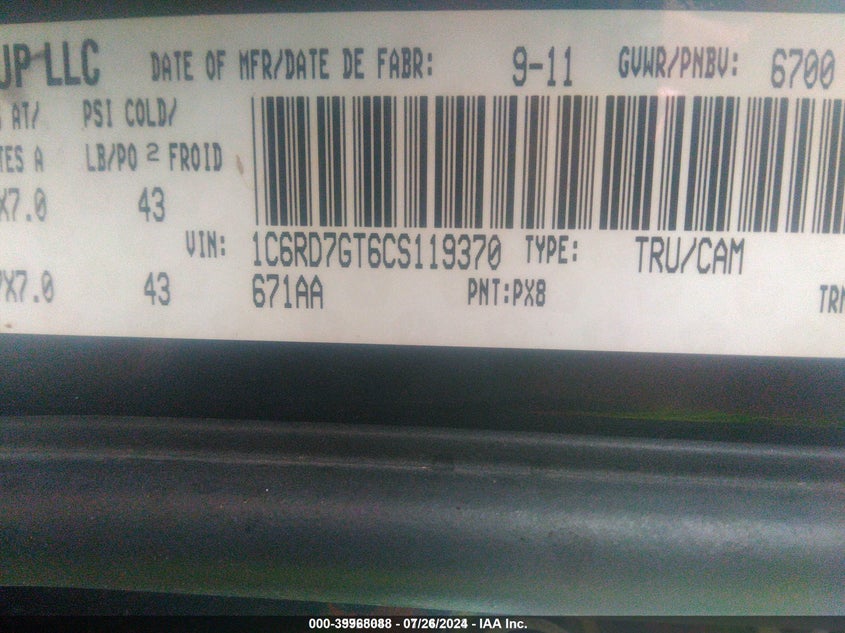 UP LLC DATE OF MFR/DATE DE FABR: 9-11 GVWR/PNBV: 6700
AT/ PSI COLD/
TES A LB/PO 2 FROID
X7.0 43
VIN: 1C6RD7GT6CS119370 TYPE: TRU/CAM
X7.0 43 671AA PNT:PX8 TRM
000-39968088 - 07/26/2024 - IAA Inc.